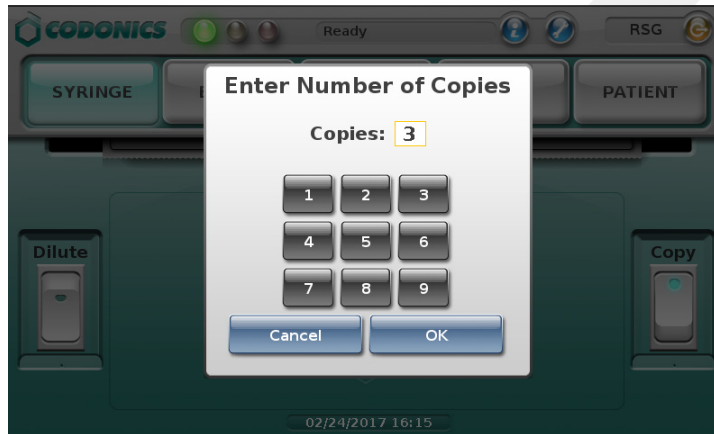 CODONICS
Ready
RSG
SYRINGE
PATIENT
Enter Number of Copies
Copies: 3
1 2 3
4 5 6
7 8 9
Cancel OK
Dilute
Copy
02/24/2017 16:15